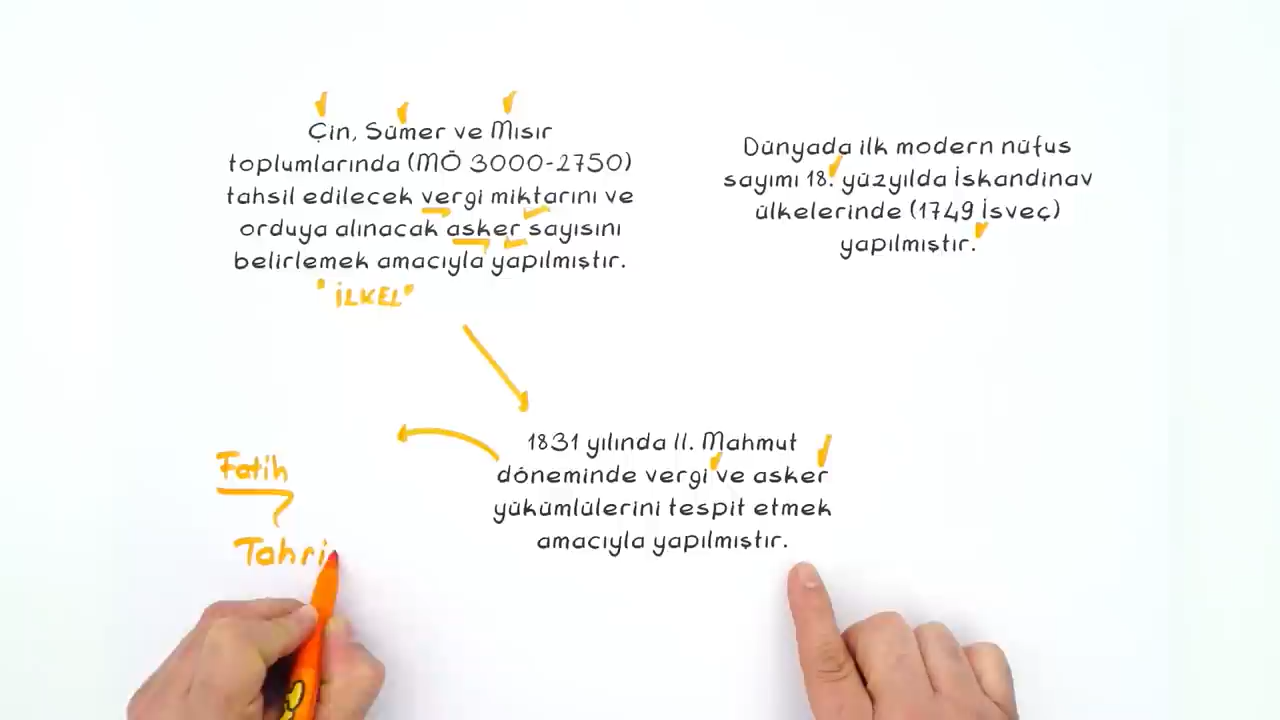 Çin, Sümer ve Mısır
toplumlarında (MÖ 3000-2750)
tahsil edilecek vergi miktarını ve
orduya alınacak asker sayısını
belirlemek amacıyla yapılmıştır.
"İLKEL"
Dünyada ilk modern nüfus
sayımı 18. yüzyılda İskandinav
ülkelerinde (1749 İsveç)
yapılmıştır.
1831 yılında II. Mahmut
döneminde vergi ve asker
yükümlülerini tespit etmek
amacıyla yapılmıştır.
Fatih
Tahri